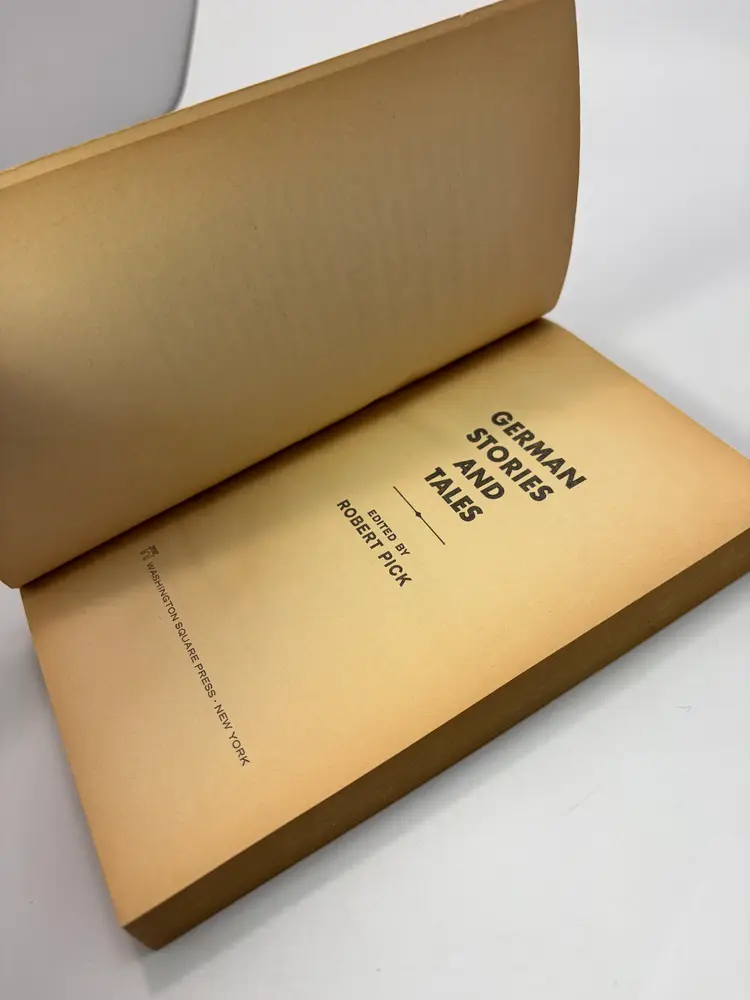 GERMAN
STORIES
AND
TALES
EDITED BY
ROBERT PICK
WASHINGTON SQUARE PRESS · NEW YORK